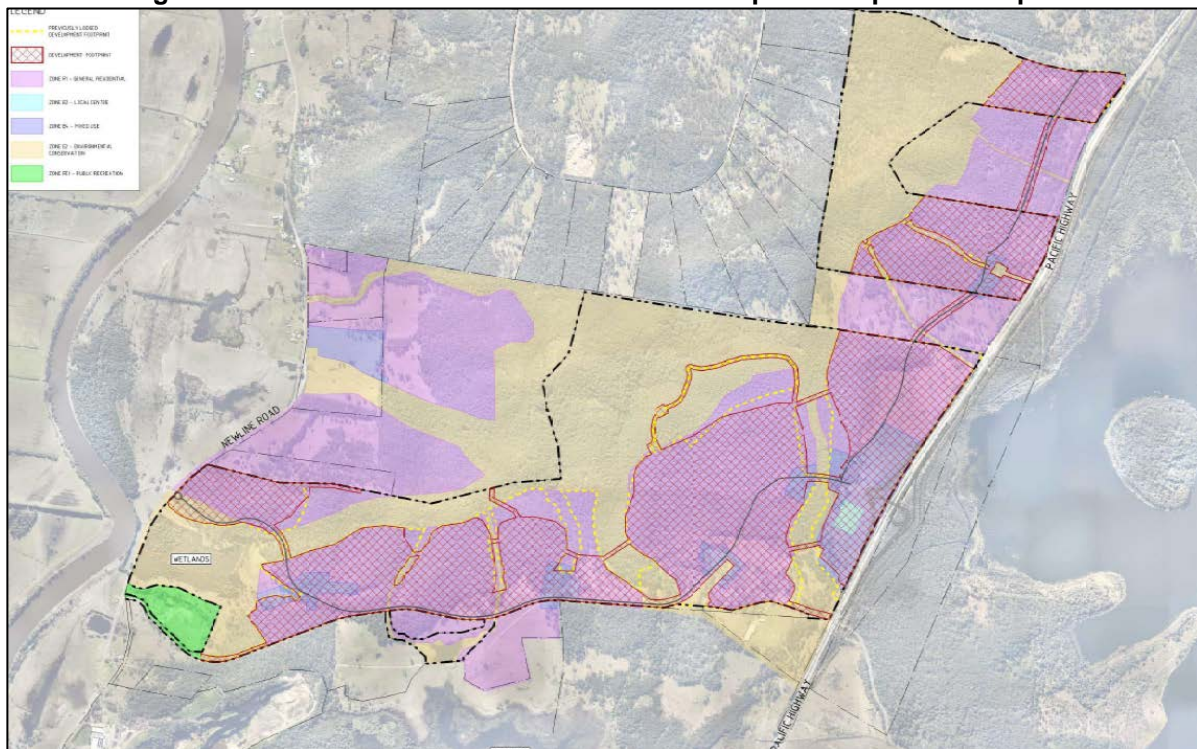 LEGEND
PREVIOUSLY LODGED
DEVELOPMENT FOOTPRINT
DEVELOPMENT FOOTPRINT
ZONE R1 - GENERAL RESIDENTIAL
ZONE B2 - LOCAL CENTRE
ZONE B4 - MIXED USE
ZONE E2 - ENVIRONMENTAL
CONSERVATION
ZONE RE1 - PUBLIC RECREATION
PACIFIC HIGHWAY
NEWLINE ROAD
WETLANDS
PACIFIC HIGHWAY